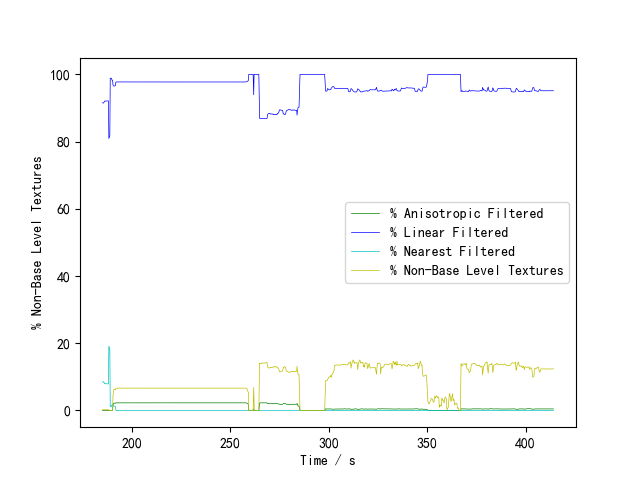 100
80
60
40
20
0
% Non-Base Level Textures
% Anisotropic Filtered
% Linear Filtered
% Nearest Filtered
% Non-Base Level Textures
200 250 300 350 400
Time / s